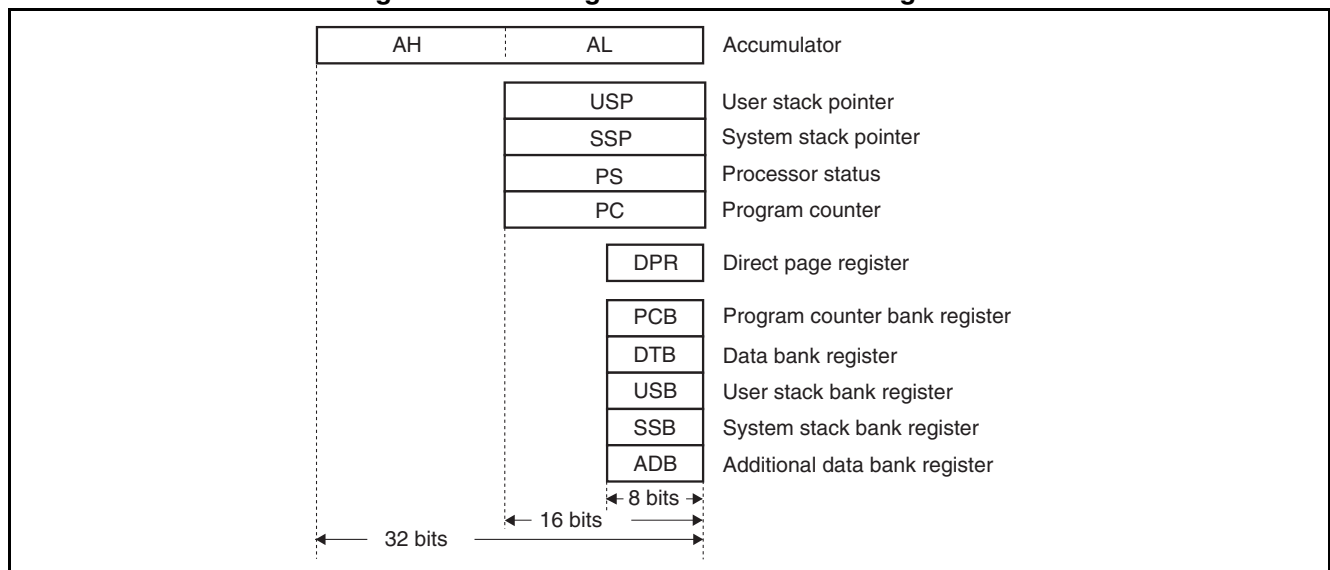 AH AL Accumulator
USP User stack pointer
SSP System stack pointer
PS Processor status
PC Program counter
DPR Direct page register
PCB Program counter bank register
DTB Data bank register
USB User stack bank register
SSB System stack bank register
ADB Additional data bank register
8 bits
16 bits
32 bits